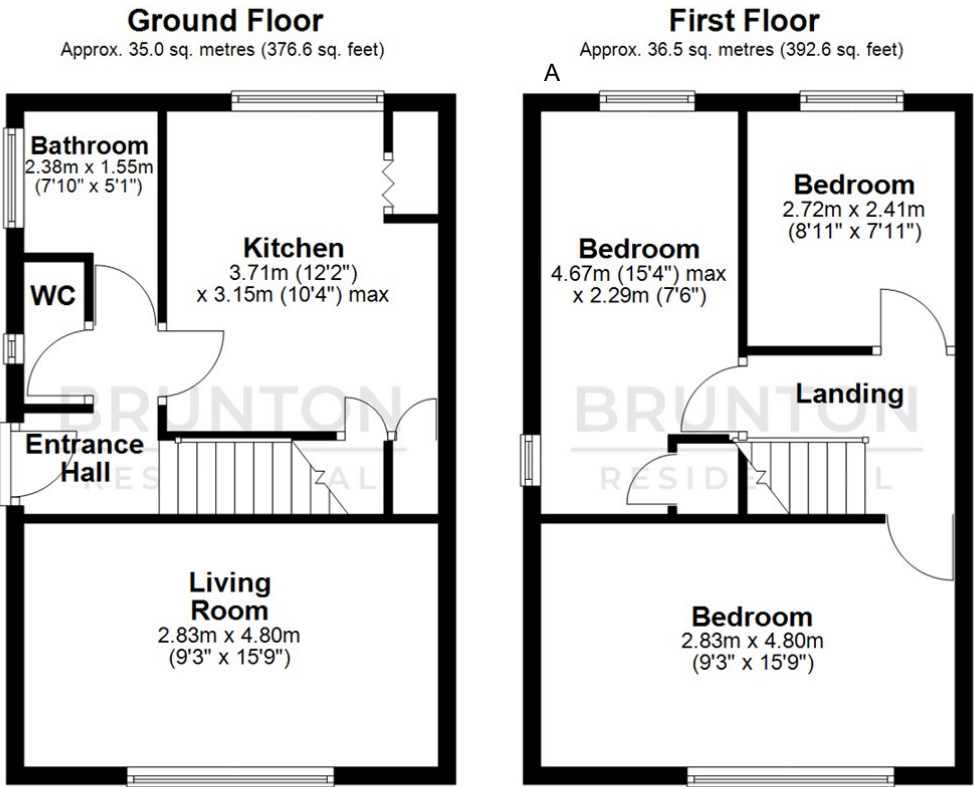 Ground Floor
Approx. 35.0 sq. metres (376.6 sq. feet)
Bathroom
2.38m x 1.55m
(7'10" x 5'1")
Kitchen
3.71m (12'2")
x 3.15m (10'4") max
WC
Entrance
Hall
Living
Room
2.83m x 4.80m
(9'3" x 15'9")
BRUNTON
RES AL
First Floor
Approx. 36.5 sq. metres (392.6 sq. feet)
A
Bedroom
2.72m x 2.41m
(8'11" x 7'11")
Bedroom
4.67m (15'4") max
x 2.29m (7'6")
Landing
Bedroom
2.83m x 4.80m
(9'3" x 15'9")
BRUNTON
RESIDE L